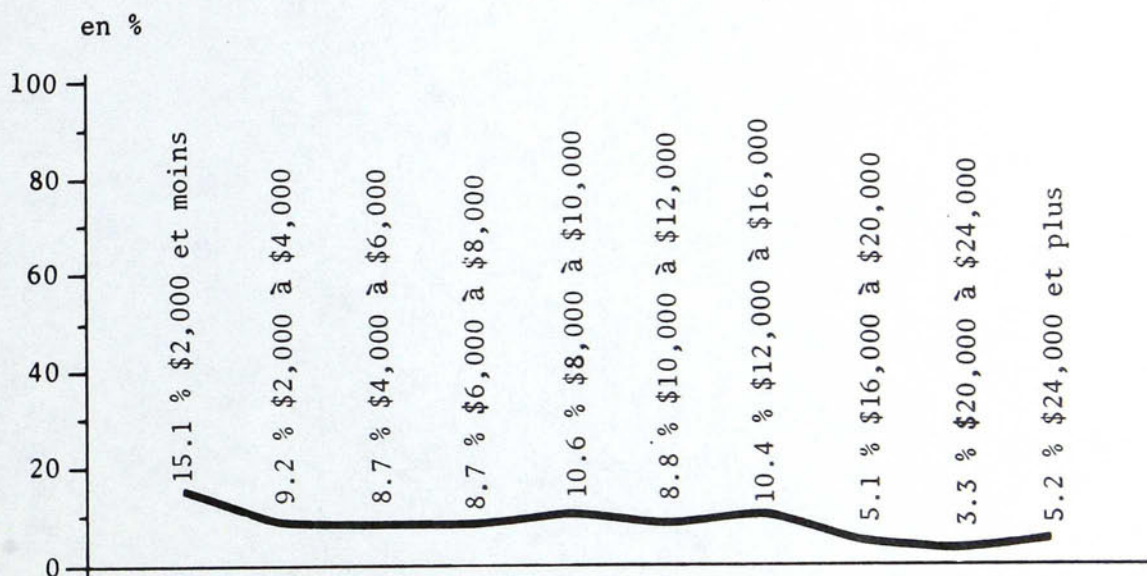 en %
100
80
60
40
20
0
15.1 % $2,000 et moins
9.2 % $2,000 à $4,000
8.7 % $4,000 à $6,000
8.7 % $6,000 à $8,000
10.6 % $8,000 à $10,000
8.8 % $10,000 à $12,000
10.4 % $12,000 à $16,000
5.1 % $16,000 à $20,000
3.3 % $20,000 à $24,000
5.2 % $24,000 et plus